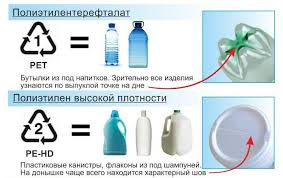 Полиэтилентерефталат
1
PET
=
Бутылки из под напитков. Зрительно все изделия
узнаются по выпуклой точке на дне
Полиэтилен высокой плотности
2
PE-HD
=
Пластиковые канистры, флаконы из под шампуней.
На донышке чаще всего находится характерный шов